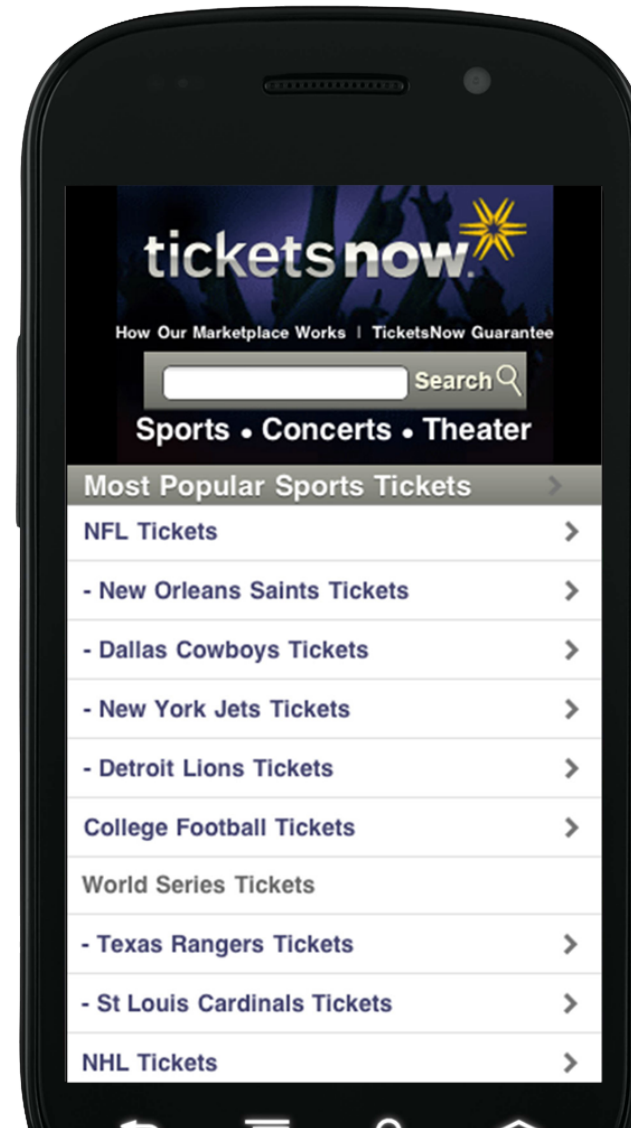 ticketsnow.
How Our Marketplace Works | TicketsNow Guarantee
Search
Sports • Concerts • Theater
Most Popular Sports Tickets
NFL Tickets
- New Orleans Saints Tickets
- Dallas Cowboys Tickets
- New York Jets Tickets
- Detroit Lions Tickets
College Football Tickets
World Series Tickets
- Texas Rangers Tickets
- St Louis Cardinals Tickets
NHL Tickets